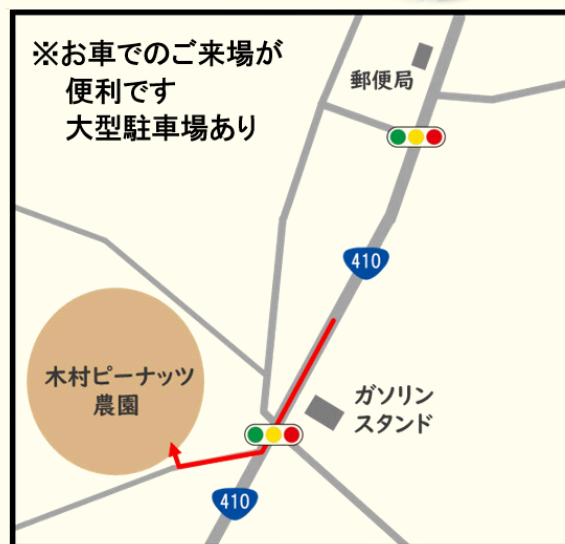 ※お車でのご来場が
便利です
大型駐車場あり
郵便局
410
木村ピーナッツ
農園
ガソリン
スタンド
410